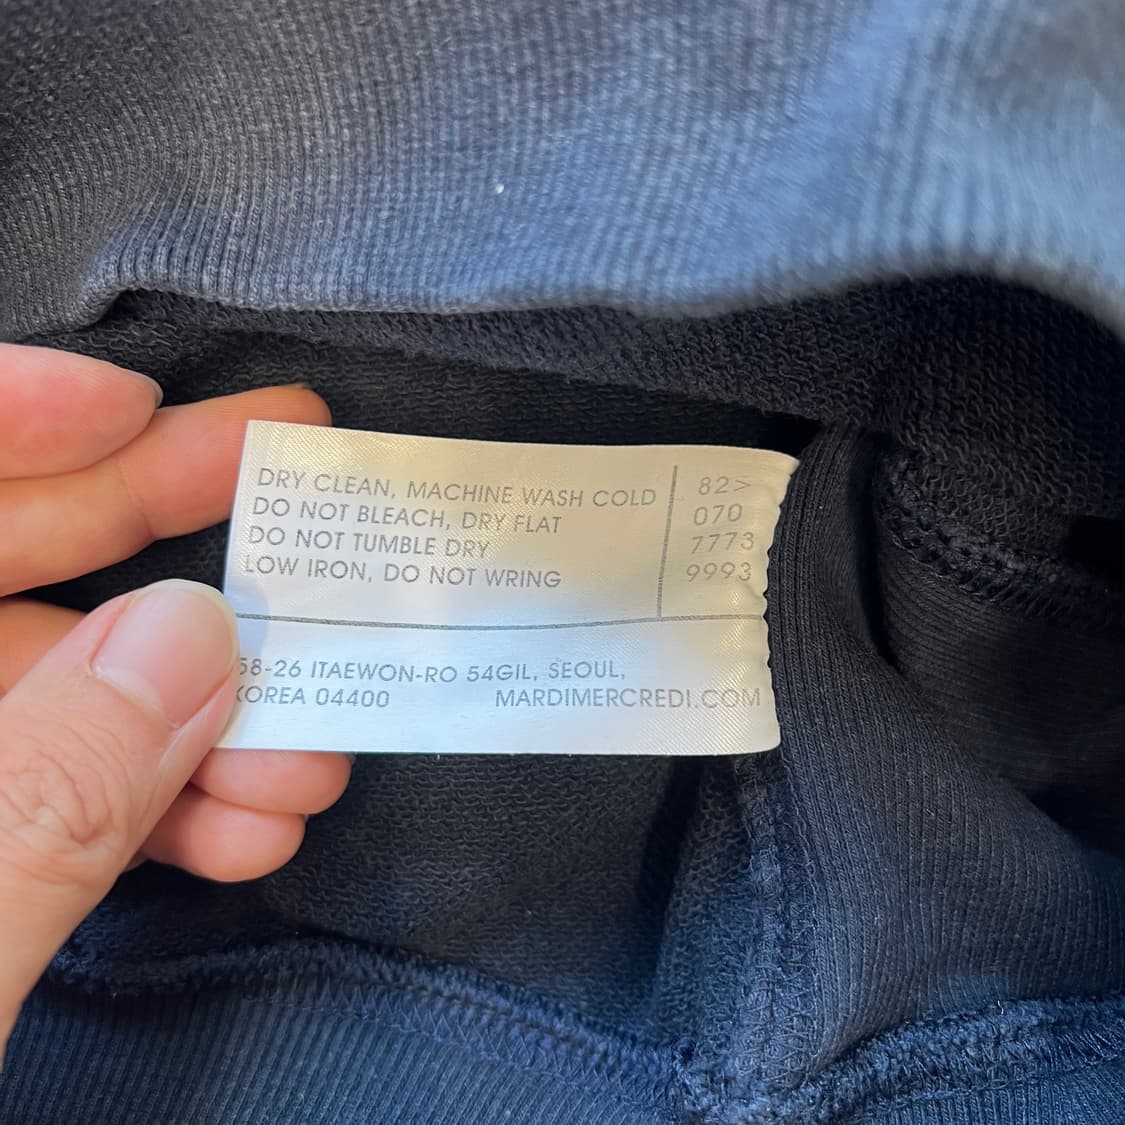 DRY CLEAN, MACHINE WASH COLD
DO NOT BLEACH, DRY FLAT
DO NOT TUMBLE DRY
LOW IRON, DO NOT WRING
82>
070
7773
9993
58-26 ITAEWON-RO 54GIL, SEOUL,
KOREA 04400 MARDIMERCREDI.COM